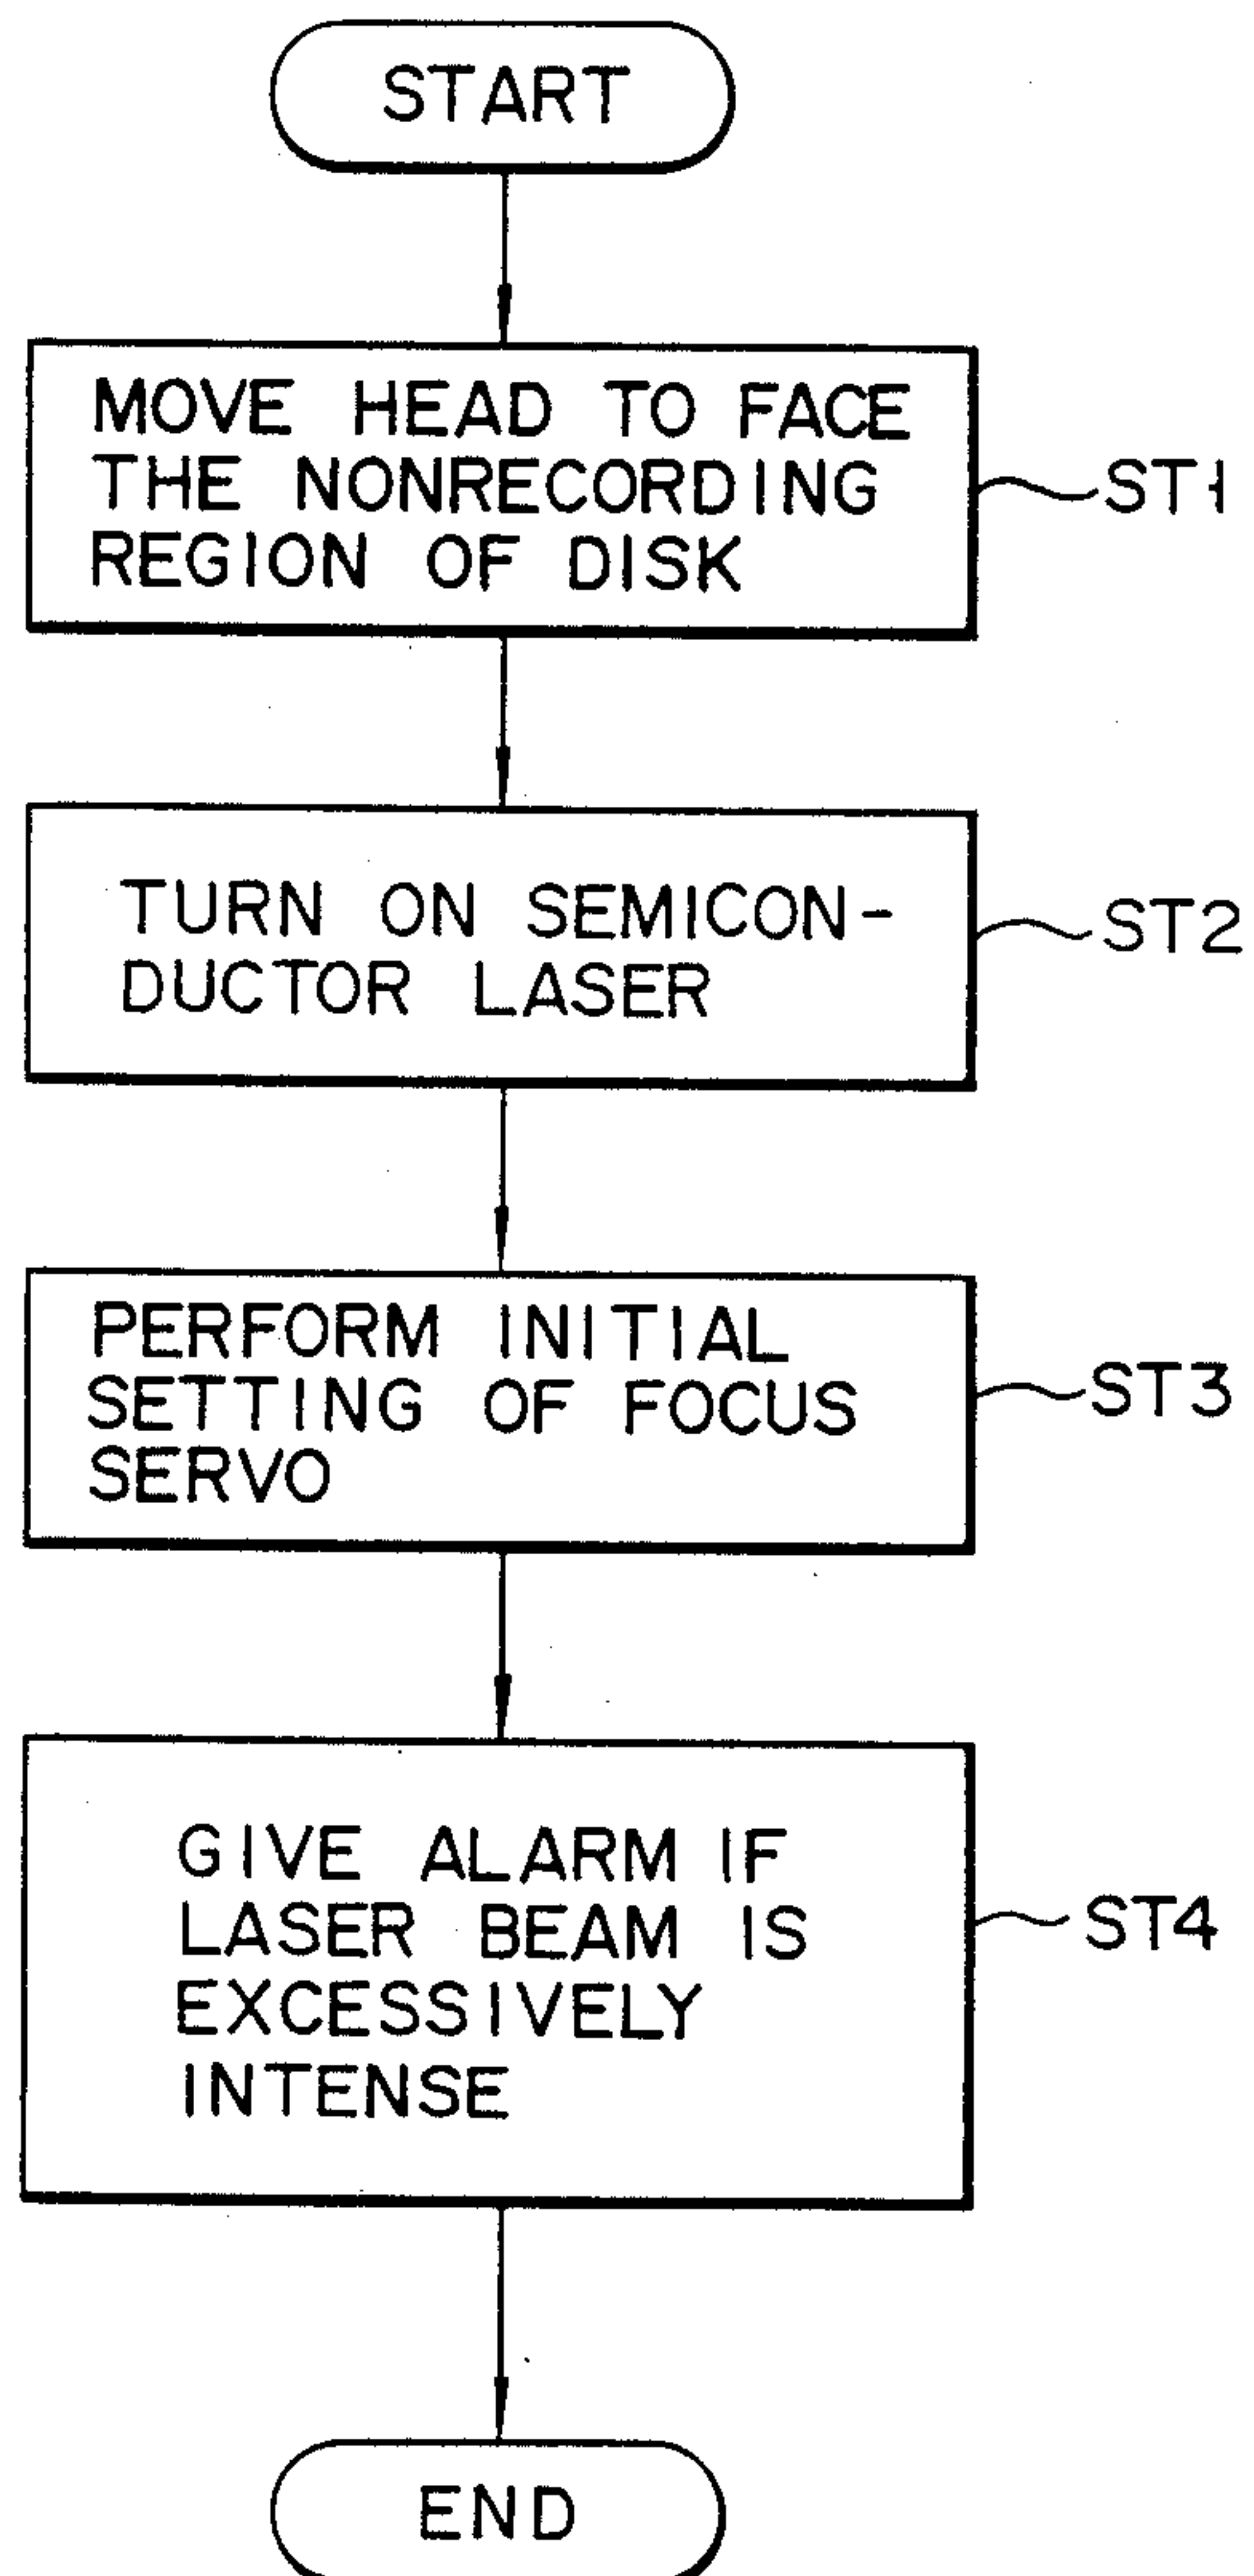 START
MOVE HEAD TO FACE
THE NONRECORDING
REGION OF DISK
ST1
TURN ON SEMICON-
DUCTOR LASER
ST2
PERFORM INITIAL
SETTING OF FOCUS
SERVO
ST3
GIVE ALARM IF
LASER BEAM IS
EXCESSIVELY
INTENSE
ST4
END